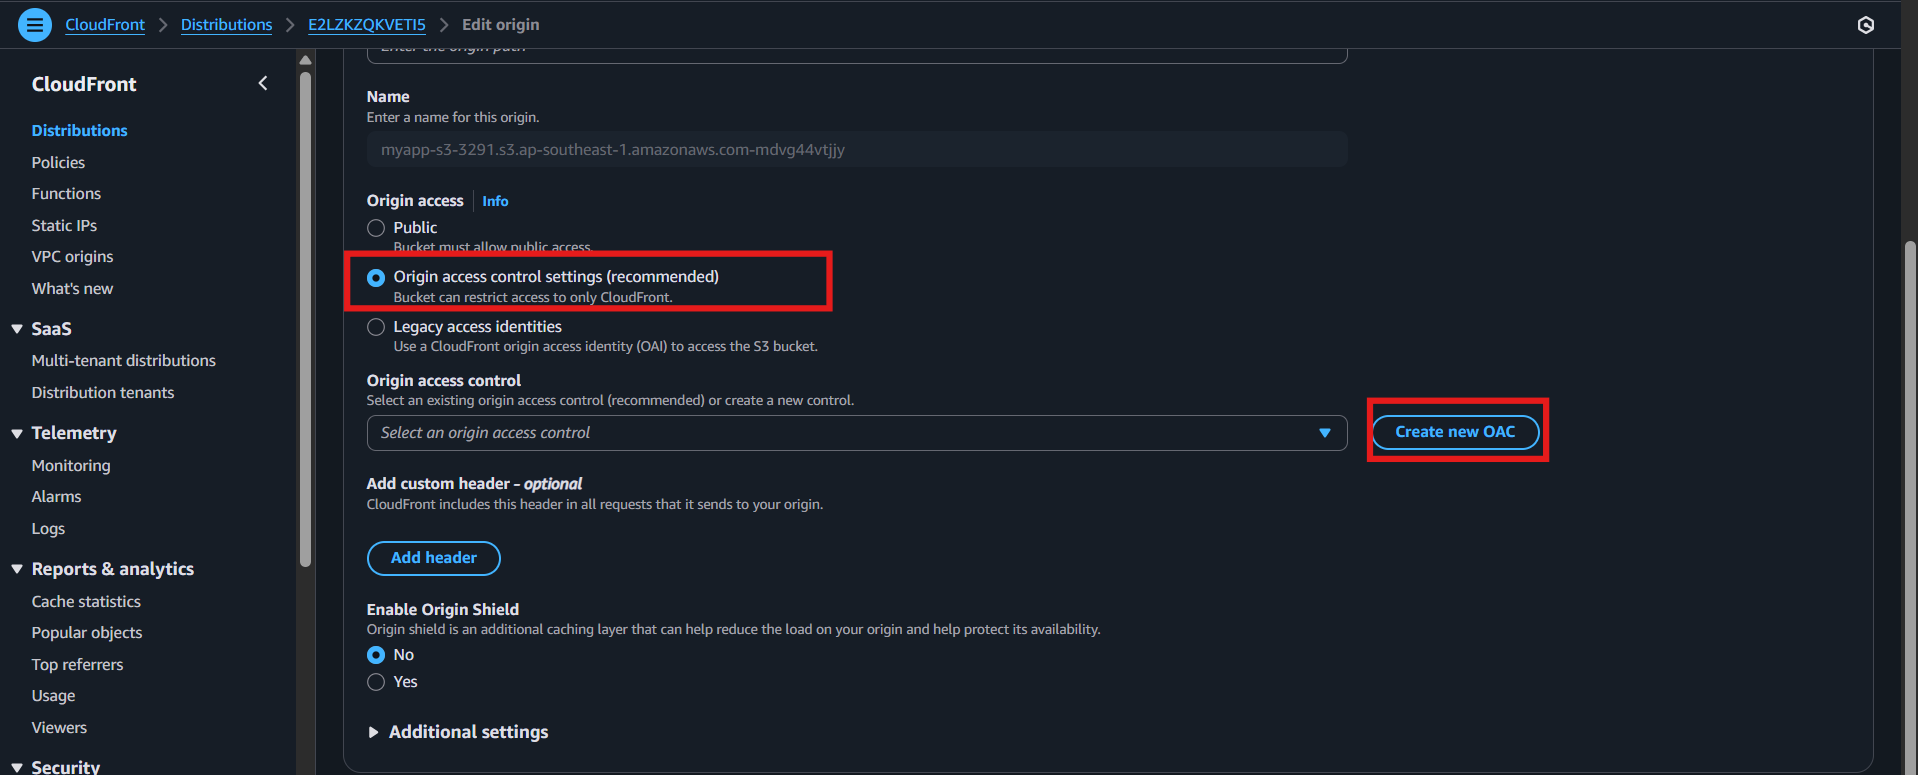 CloudFront > Distributions > E2LZKZQKVETI5 > Edit origin
CloudFront
Distributions
Policies
Functions
Static IPs
VPC origins
What's new
SaaS
Multi-tenant distributions
Distribution tenants
Telemetry
Monitoring
Alarms
Logs
Reports & analytics
Cache statistics
Popular objects
Top referrers
Usage
Viewers
Security
Enter the origin path
Name
Enter a name for this origin.
myapp-s3-3291.s3.ap-southeast-1.amazonaws.com-mdvg44vtjjy
Origin access Info
Public
Bucket must allow public access.
Origin access control settings (recommended)
Bucket can restrict access to only CloudFront.
Legacy access identities
Use a CloudFront origin access identity (OAI) to access the S3 bucket.
Origin access control
Select an existing origin access control (recommended) or create a new control.
Select an origin access control
Create new OAC
Add custom header - optional
CloudFront includes this header in all requests that it sends to your origin.
Add header
Enable Origin Shield
Origin shield is an additional caching layer that can help reduce the load on your origin and help protect its availability.
No
Yes
Additional settings